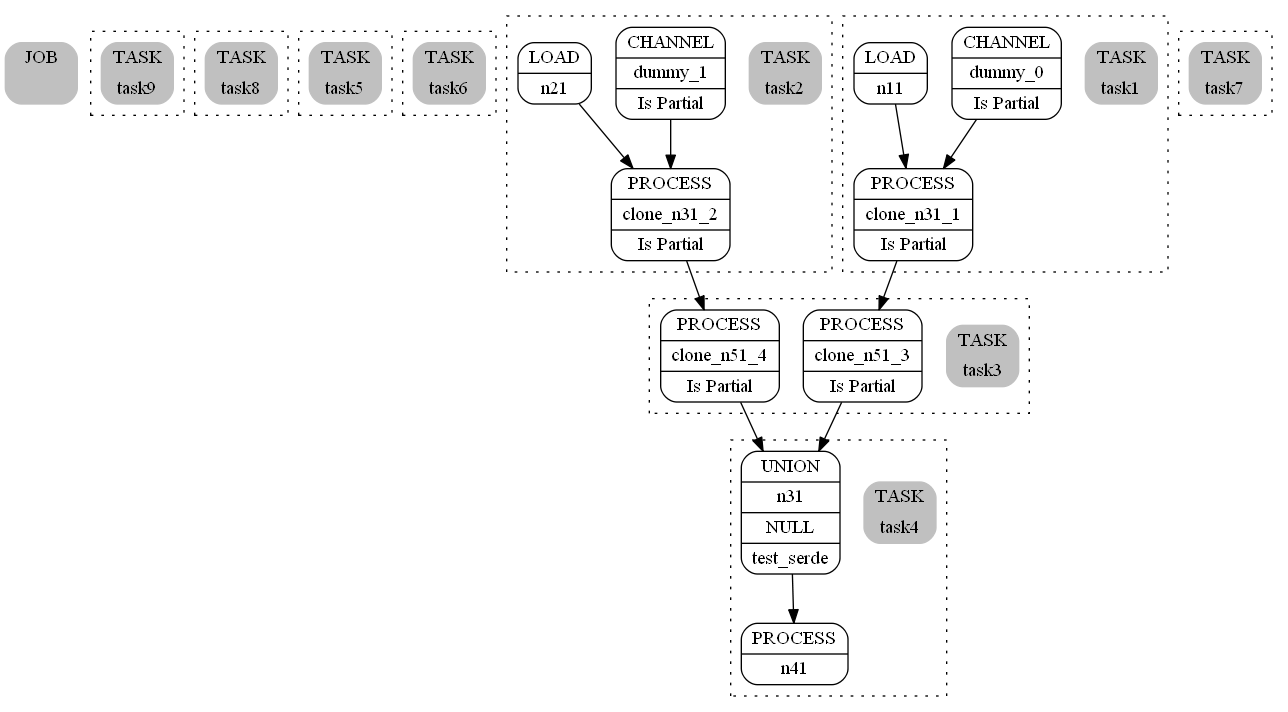 JOB
TASK
task9
TASK
task8
TASK
task5
TASK
task6
LOAD
n21
CHANNEL
dummy_1
Is Partial
TASK
task2
PROCESS
clone_n31_2
Is Partial
LOAD
n11
CHANNEL
dummy_0
Is Partial
TASK
task1
PROCESS
clone_n31_1
Is Partial
TASK
task7
PROCESS
clone_n51_4
Is Partial
PROCESS
clone_n51_3
Is Partial
TASK
task3
UNION
n31
NULL
test_serde
TASK
task4
PROCESS
n41